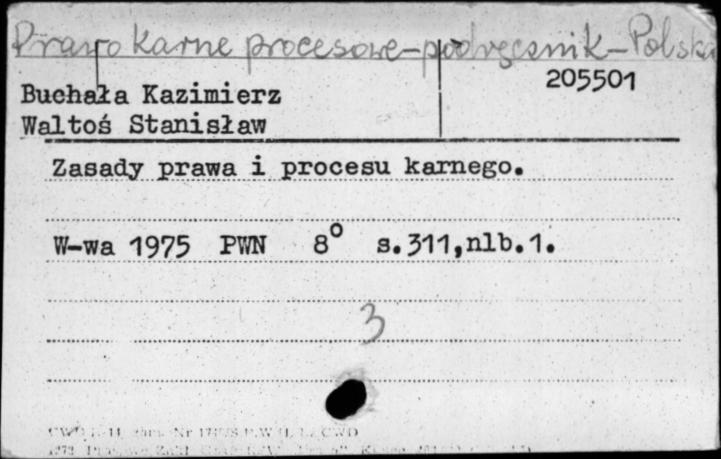 Prawo karne procesowe – podręcznik – Polska
205501
Buchała Kazimierz
Waltoś Stanisław
Zasady prawa i procesu karnego.
W-wa 1975 PWN 8° s.311,nlb.1.
3